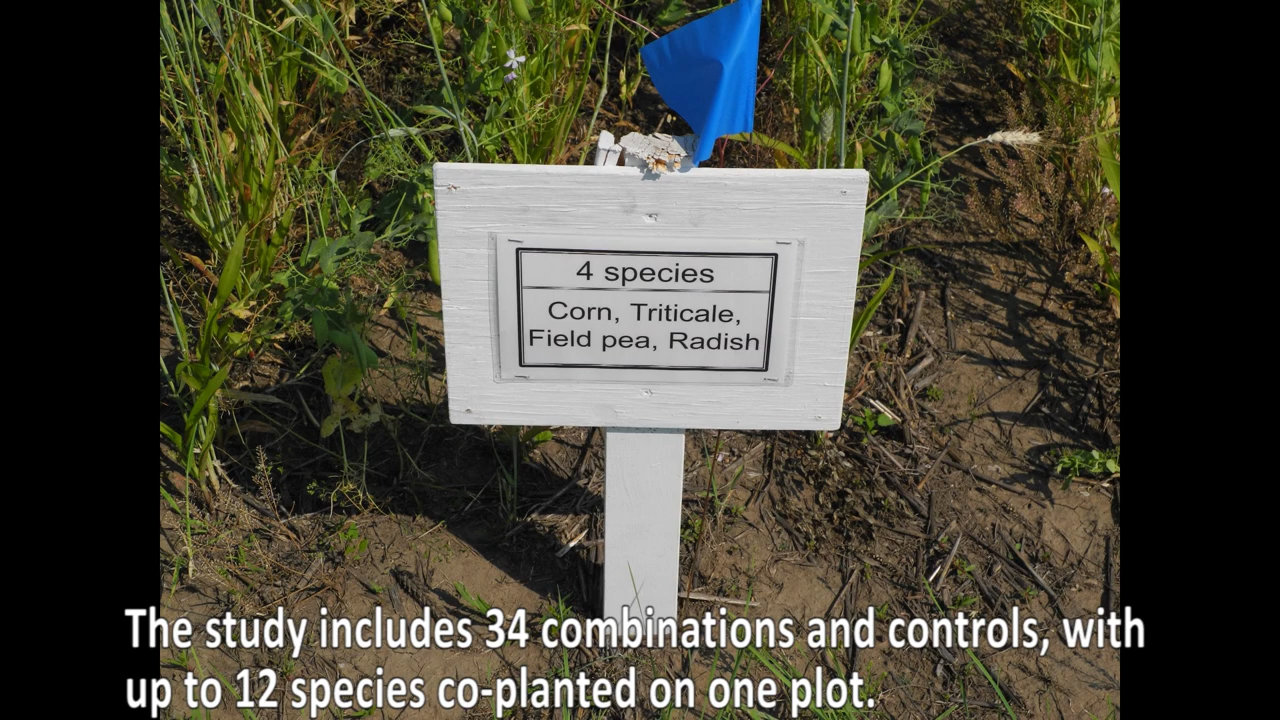 4 species
Corn, Triticale,
Field pea, Radish
The study includes 34 combinations and controls, with
up to 12 species co-planted on one plot.